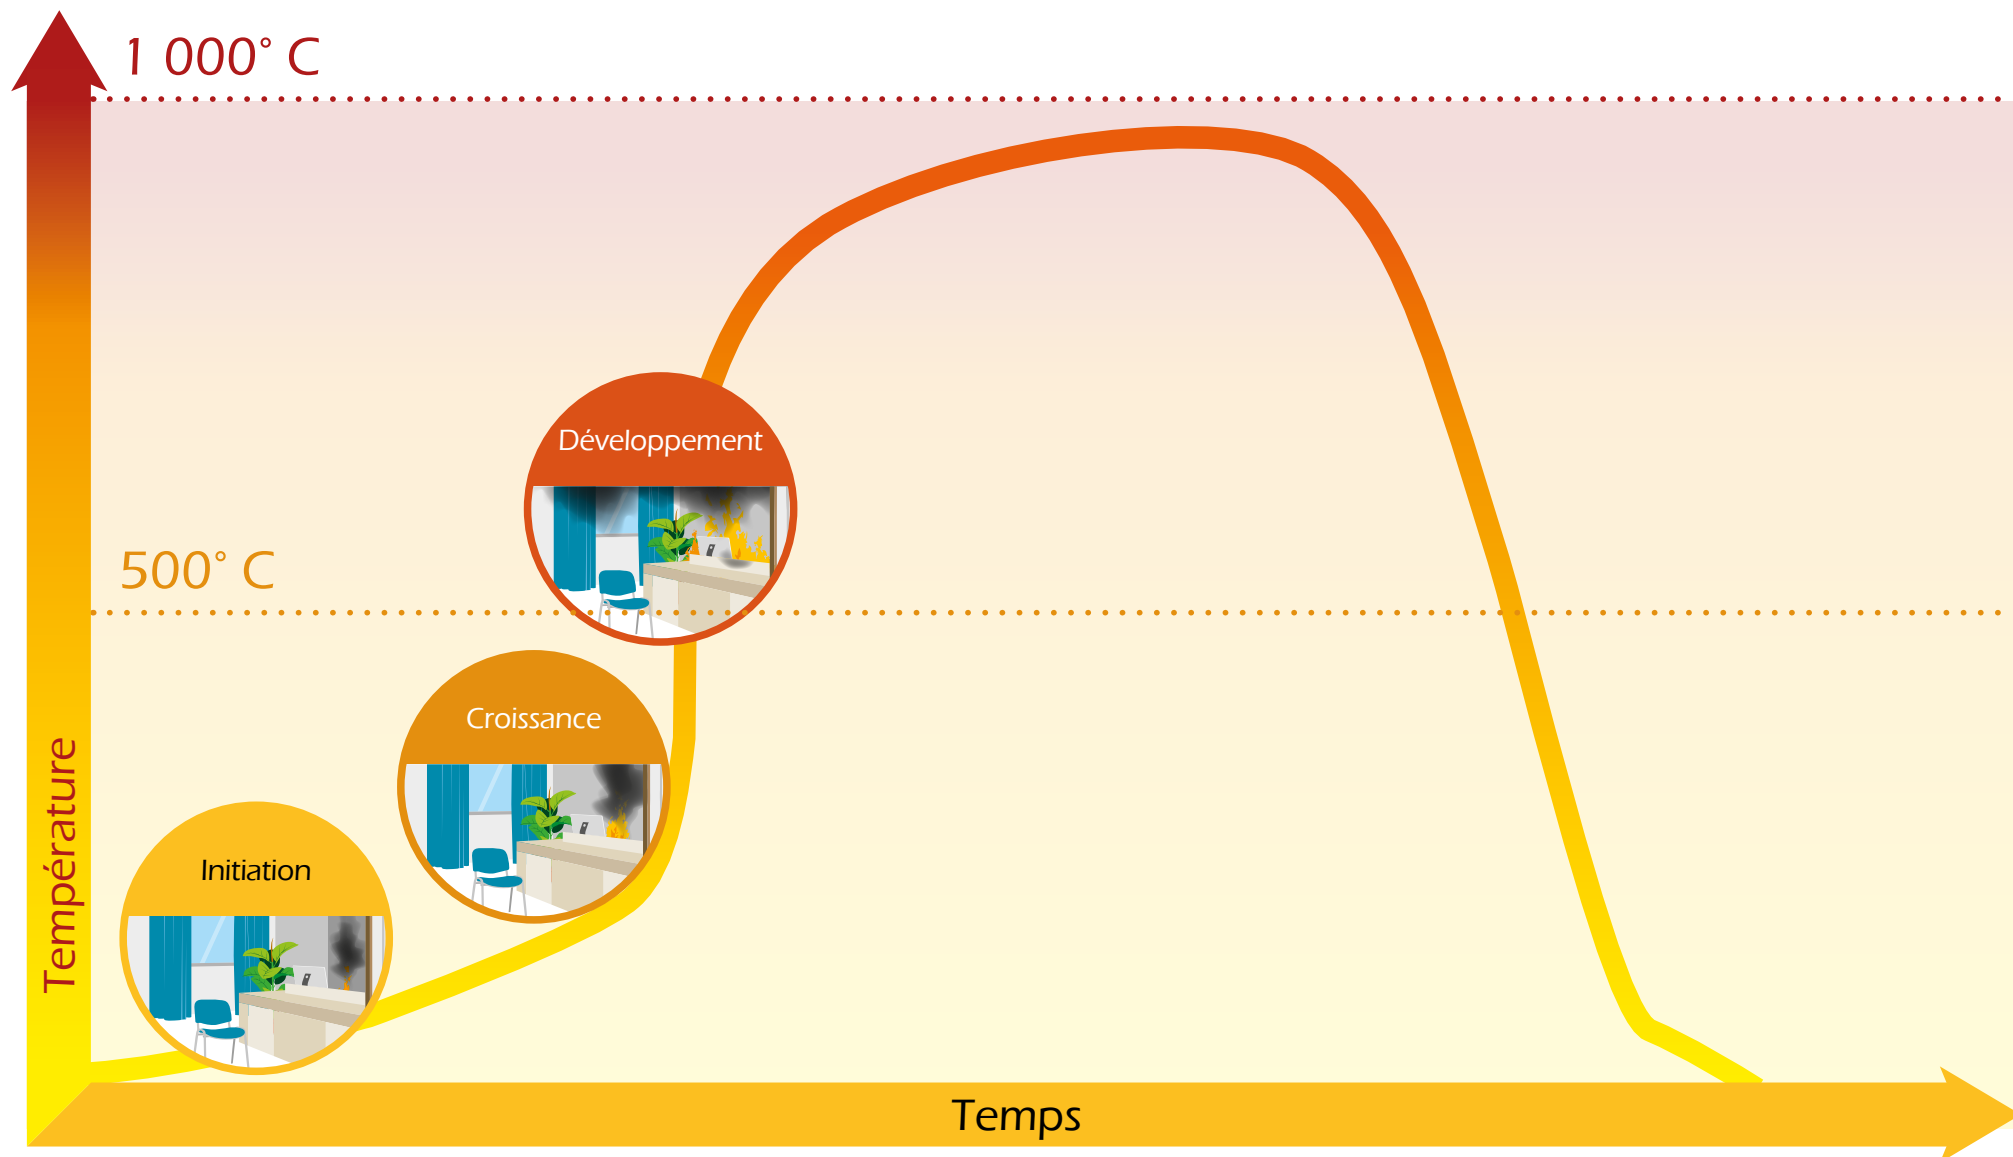 1 000° C
Développement
500° C
Croissance
Température
Initiation
Temps